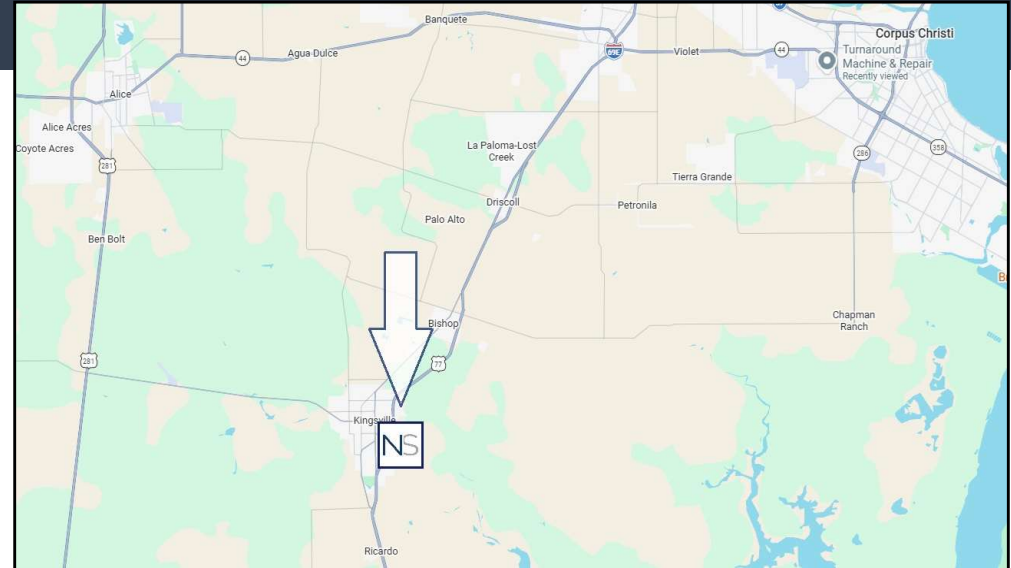 Banquete
Corpus Christi
44
Agua Dulce
69E
Violet
44
Turnaround
Machine & Repair
Recently viewed
Alice
Alice Acres
Coyote Acres
281
La Paloma-Lost
Creek
286
358
Tierra Grande
Driscoll
Petronila
Palo Alto
Ben Bolt
Chapman
Ranch
Bishop
281
77
Kingsville
NS
Ricardo